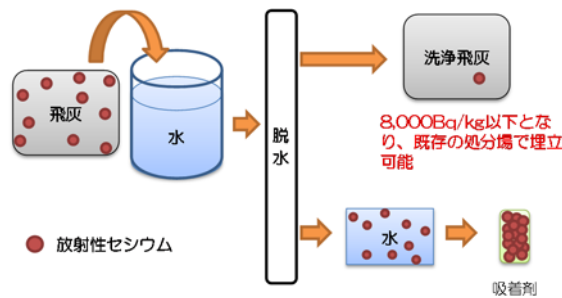 飛灰
水
脱水
洗浄飛灰
8,000Bq/kg以下とな
り、既存の処分場で埋立
可能
水
放射性セシウム
吸着剤